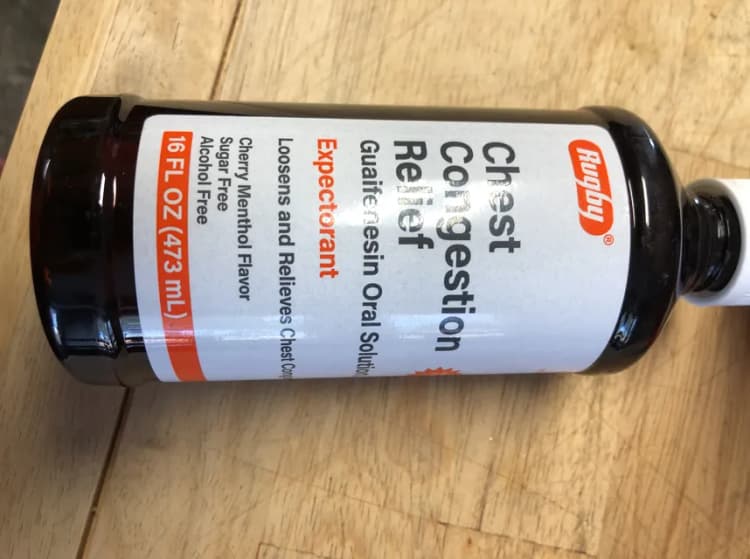 Rugby®
Chest
Congestion
Relief
Guaifenesin Oral Solution
Expectorant
Loosens and Relieves Chest
Cherry Menthol Flavor
Sugar Free
Alcohol Free
16 FL OZ (473 mL)